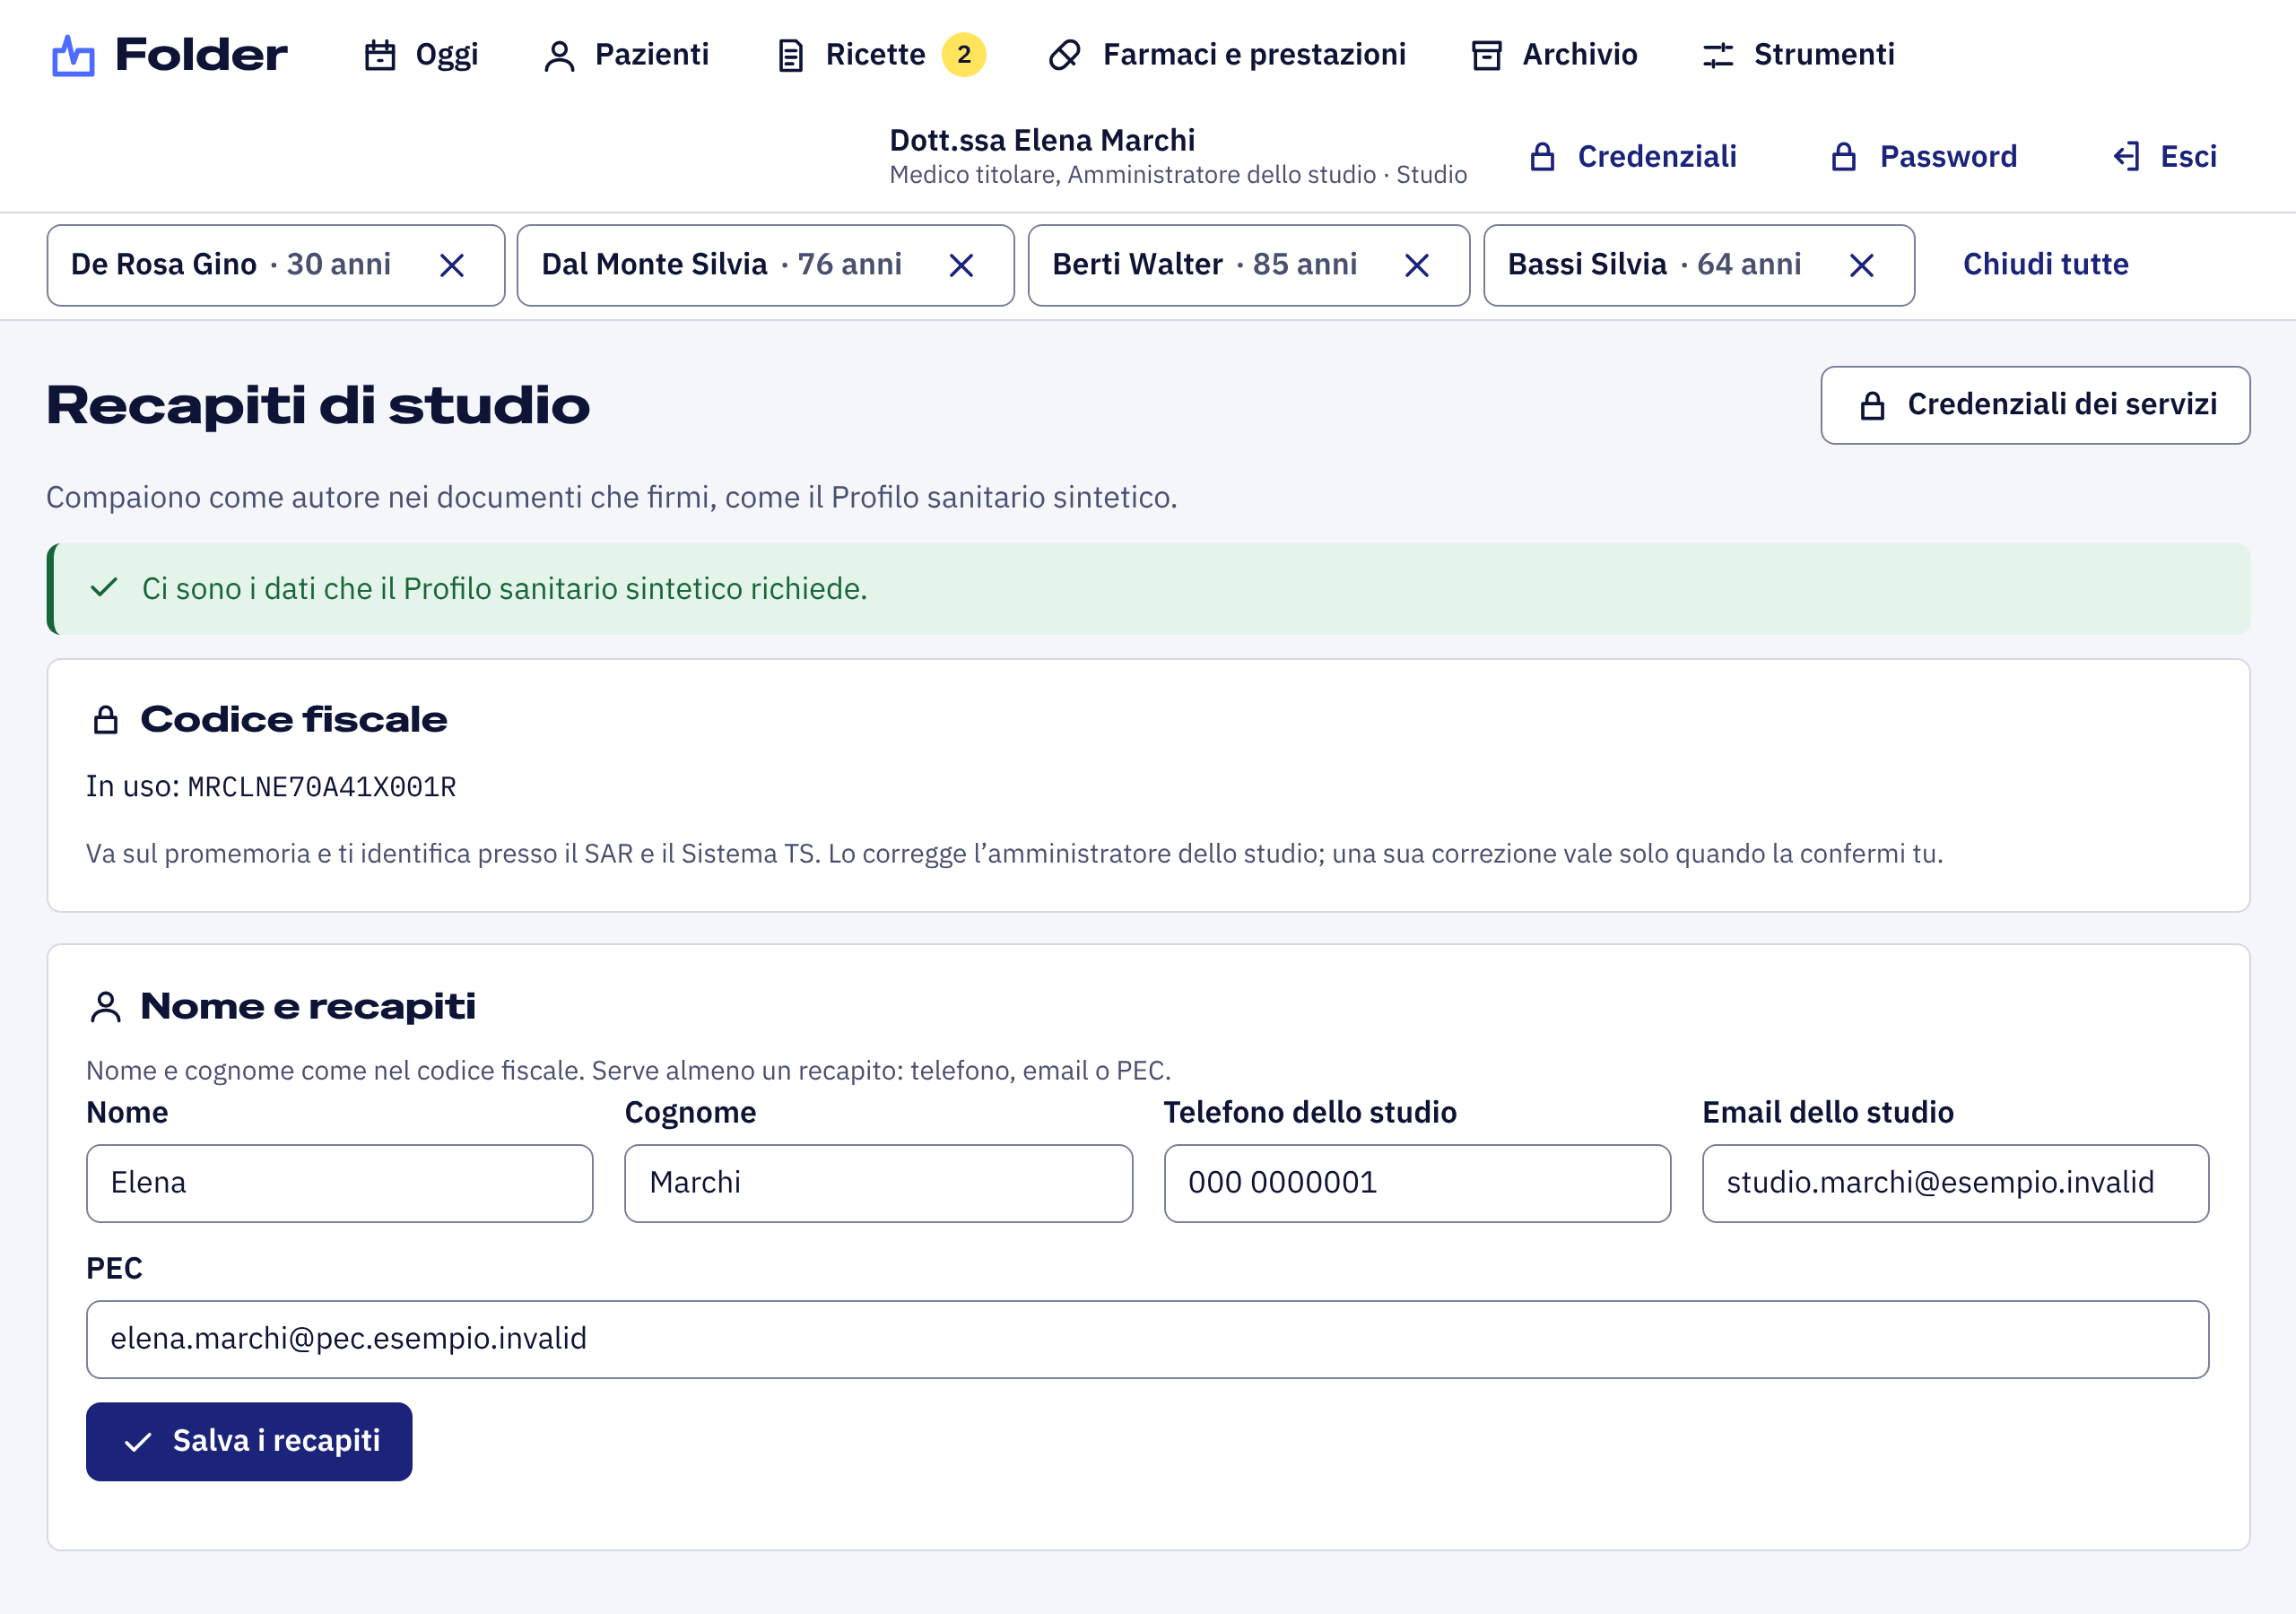 Folder Oggi Pazienti Ricette 2 Farmaci e prestazioni Archivio Strumenti
Dott.ssa Elena Marchi
Medico titolare, Amministratore dello studio · Studio
Credenziali Password Esci
De Rosa Gino · 30 anni Dal Monte Silvia · 76 anni Berti Walter · 85 anni Bassi Silvia · 64 anni Chiudi tutte
Recapiti di studio
Credenziali dei servizi
Compaiono come autore nei documenti che firmi, come il Profilo sanitario sintetico.
Ci sono i dati che il Profilo sanitario sintetico richiede.
Codice fiscale
In uso: MRCLNE70A41X001R
Va sul promemoria e ti identifica presso il SAR e il Sistema TS. Lo corregge l’amministratore dello studio; una sua correzione vale solo quando la confermi tu.
Nome e recapiti
Nome e cognome come nel codice fiscale. Serve almeno un recapito: telefono, email o PEC.
Nome Cognome Telefono dello studio Email dello studio
Elena Marchi 000 0000001 studio.marchi@esempio.invalid
PEC
elena.marchi@pec.esempio.invalid
Salva i recapiti